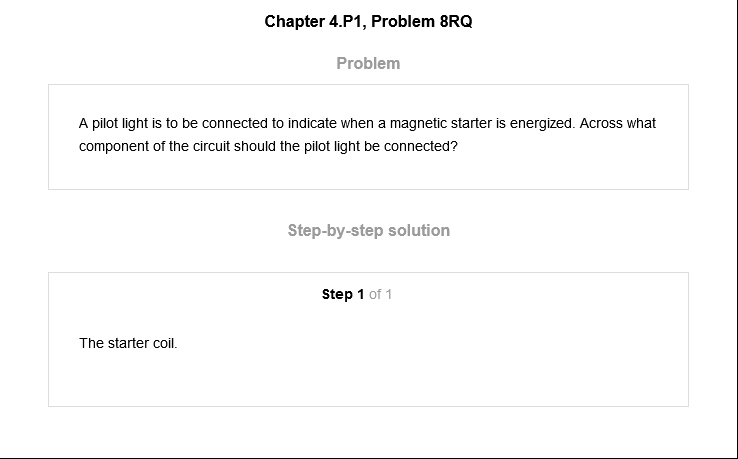 Chapter 4.P1, Problem 8RQ
Problem
A pilot light is to be connected to indicate when a magnetic starter is energized. Across what
component of the circuit should the pilot light be connected?
Step-by-step solution
Step 1 of 1
The starter coil.